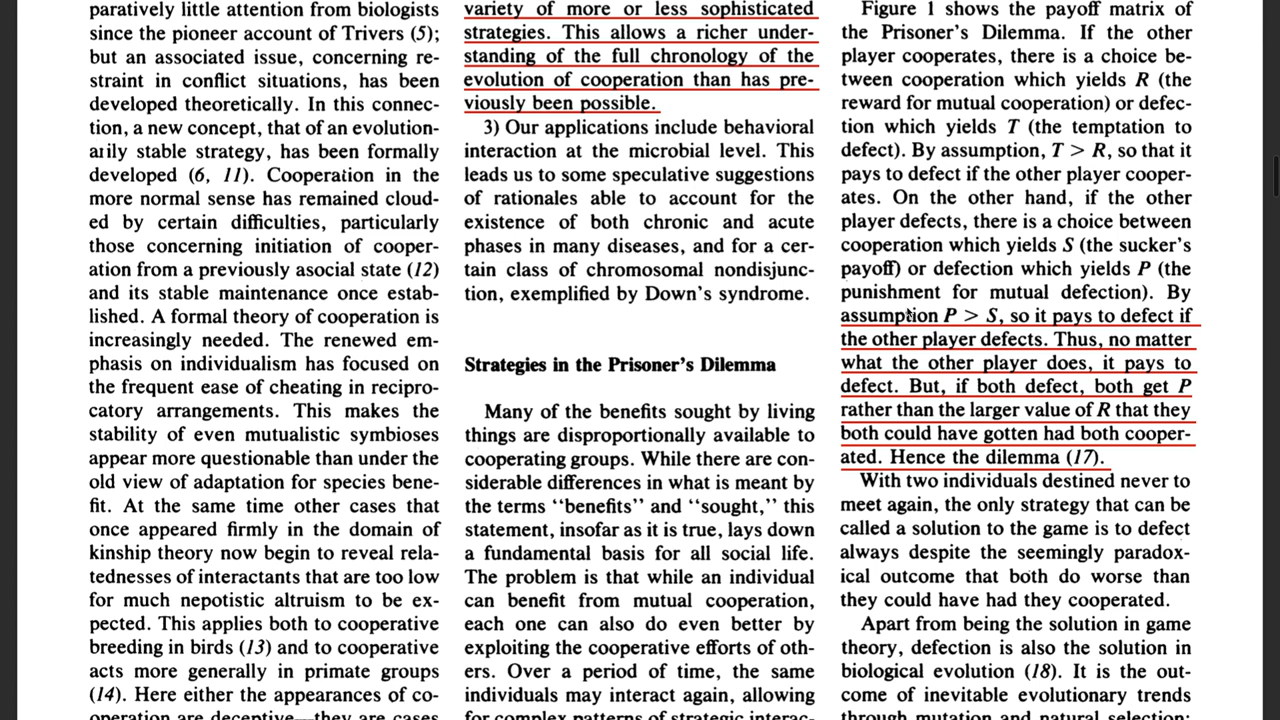 paratively little attention from biologists
since the pioneer account of Trivers (5);
but an associated issue, concerning re-
straint in conflict situations, has been
developed theoretically. In this connec-
tion, a new concept, that of an evolution-
arily stable strategy, has been formally
developed (6, 11). Cooperation in the
more normal sense has remained cloud-
ed by certain difficulties, particularly
those concerning initiation of cooper-
ation from a previously asocial state (12)
and its stable maintenance once estab-
lished. A formal theory of cooperation is
increasingly needed. The renewed em-
phasis on individualism has focused on
the frequent ease of cheating in recipro-
catory arrangements. This makes the
stability of even mutualistic symbioses
appear more questionable than under the
old view of adaptation for species bene-
fit. At the same time other cases that
once appeared firmly in the domain of
kinship theory now begin to reveal rela-
tednesses of interactants that are too low
for much nepotistic altruism to be ex-
pected. This applies both to cooperative
breeding in birds (13) and to cooperative
acts more generally in primate groups
(14). Here either the appearances of co-
operation are deceptive—they are cases
variety of more or less sophisticated
strategies. This allows a richer under-
standing of the full chronology of the
evolution of cooperation than has pre-
viously been possible.
3) Our applications include behavioral
interaction at the microbial level. This
leads us to some speculative suggestions
of rationales able to account for the
existence of both chronic and acute
phases in many diseases, and for a cer-
tain class of chromosomal nondisjunc-
tion, exemplified by Down's syndrome.
Strategies in the Prisoner's Dilemma
Many of the benefits sought by living
things are disproportionally available to
cooperating groups. While there are con-
siderable differences in what is meant by
the terms ‘‘benefits’’ and ‘‘sought,’’ this
statement, insofar as it is true, lays down
a fundamental basis for all social life.
The problem is that while an individual
can benefit from mutual cooperation,
each one can also do even better by
exploiting the cooperative efforts of oth-
ers. Over a period of time, the same
individuals may interact again, allowing
for complex patterns of strategic interac-
Figure 1 shows the payoff matrix of
the Prisoner's Dilemma. If the other
player cooperates, there is a choice be-
tween cooperation which yields R (the
reward for mutual cooperation) or defec-
tion which yields T (the temptation to
defect). By assumption, T > R, so that it
pays to defect if the other player cooper-
ates. On the other hand, if the other
player defects, there is a choice between
cooperation which yields S (the sucker's
payoff) or defection which yields P (the
punishment for mutual defection). By
assumption P > S, so it pays to defect if
the other player defects. Thus, no matter
what the other player does, it pays to
defect. But, if both defect, both get P
rather than the larger value of R that they
both could have gotten had both cooper-
ated. Hence the dilemma (17).
With two individuals destined never to
meet again, the only strategy that can be
called a solution to the game is to defect
always despite the seemingly paradox-
ical outcome that both do worse than
they could have had they cooperated.
Apart from being the solution in game
theory, defection is also the solution in
biological evolution (18). It is the out-
come of inevitable evolutionary trends
through mutation and natural selection: